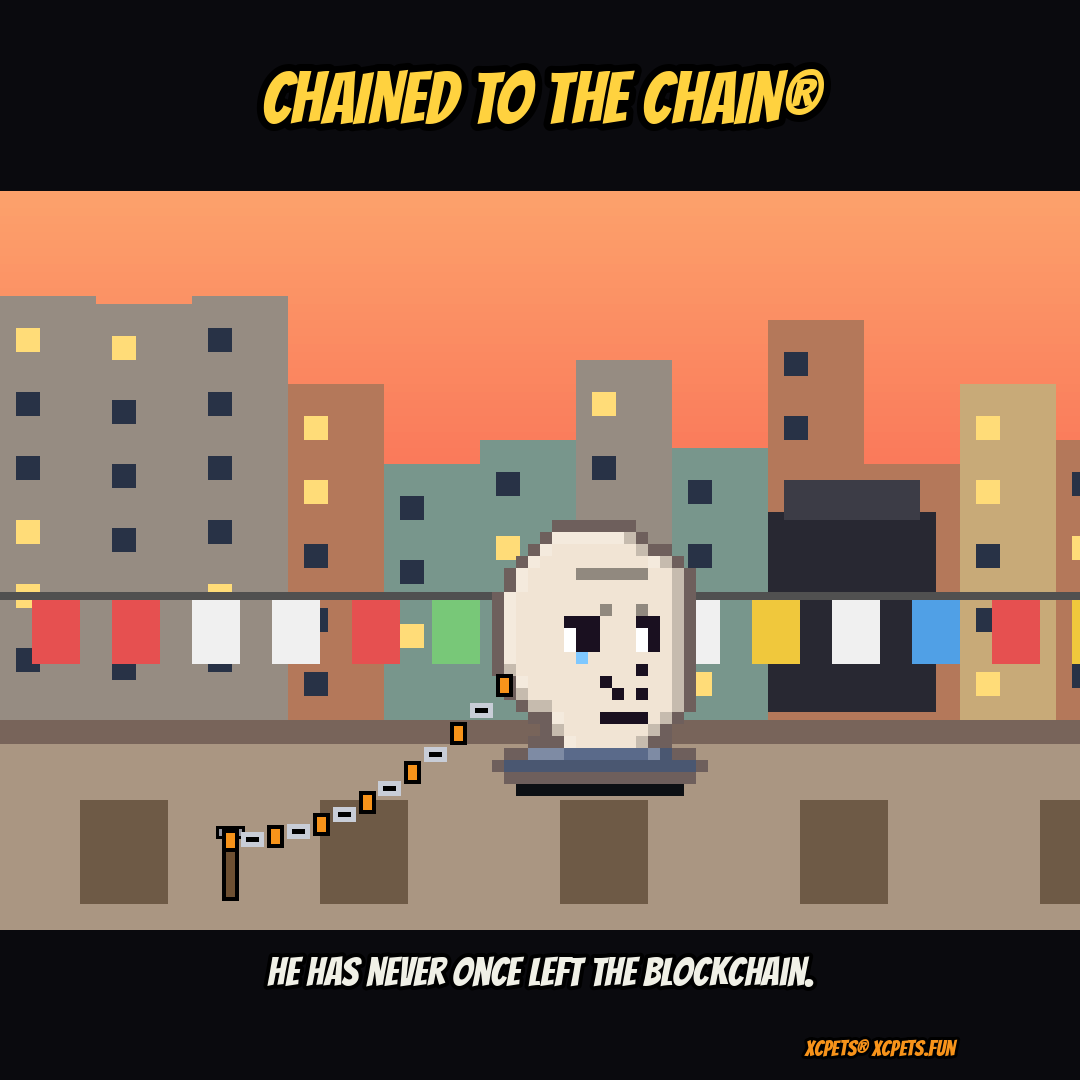 CHAINED TO THE CHAIN®
HE HAS NEVER ONCE LEFT THE BLOCKCHAIN.
XCPETS® XCPETS.FUN